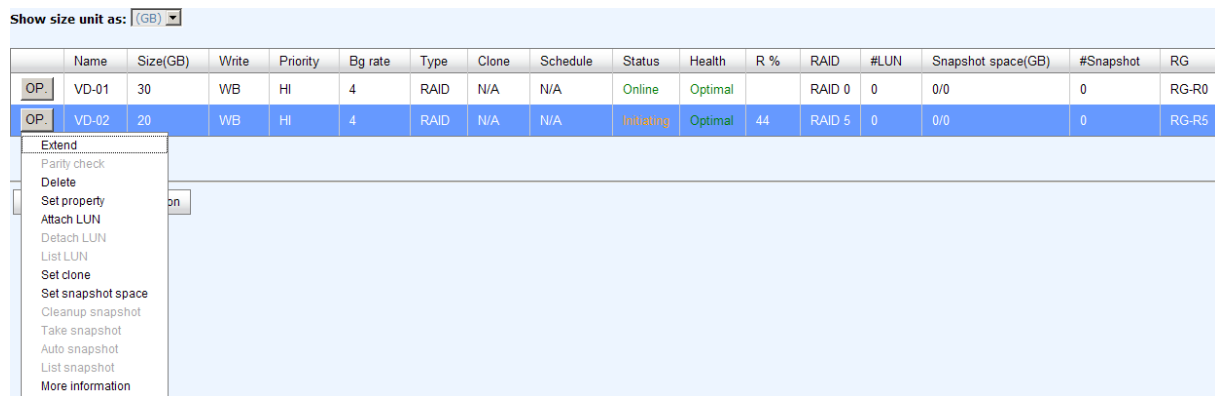 Show size unit as: (GB)
Name Size(GB) Write Priority Bg rate Type Clone Schedule Status Health R % RAID #LUN Snapshot space(GB) #Snapshot RG
OP. VD-01 30 WB HI 4 RAID N/A N/A Online Optimal RAID 0 0 0/0 0 RG-R0
OP. VD-02 20 WB HI 4 RAID N/A N/A Initiating Optimal 44 RAID 5 0 0/0 0 RG-R5
Extend
Parity check
Delete
Set property
on
Attach LUN
Detach LUN
List LUN
Set clone
Set snapshot space
Cleanup snapshot
Take snapshot
Auto snapshot
List snapshot
More information